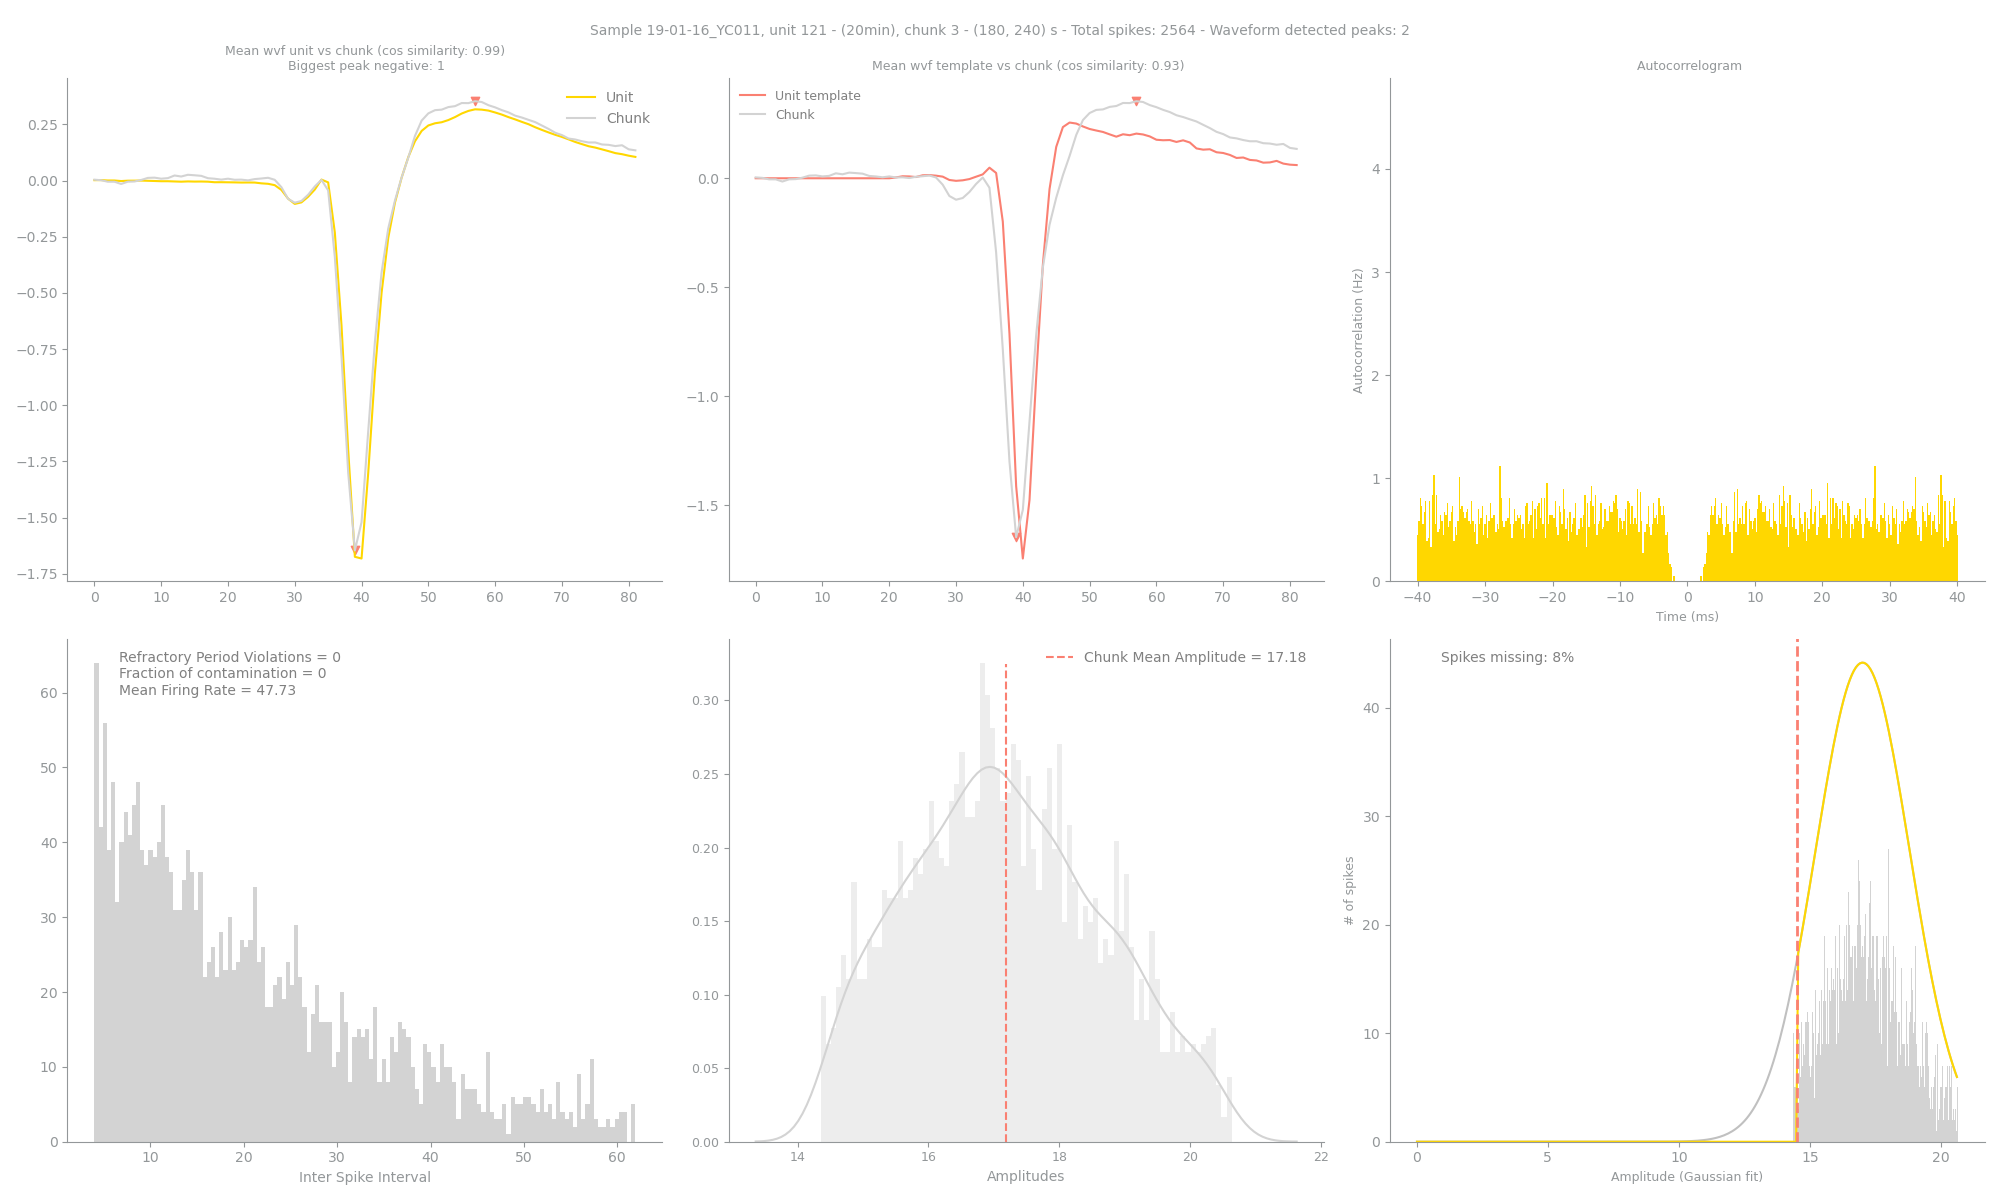 Sample 19-01-16_YC011, unit 121 - (20min), chunk 3 - (180, 240) s - Total spikes: 2564 - Waveform detected peaks: 2
Mean wvf unit vs chunk (cos similarity: 0.99)
Biggest peak negative: 1
Unit
Chunk
0.25
0.00
−0.25
−0.50
−0.75
−1.00
−1.25
−1.50
−1.75
0 10 20 30 40 50 60 70 80
Mean wvf template vs chunk (cos similarity: 0.93)
Unit template
Chunk
0.0
−0.5
−1.0
−1.5
0 10 20 30 40 50 60 70 80
Autocorrelogram
Autocorrelation (Hz)
4
3
2
1
0
−40 −30 −20 −10 0 10 20 30 40
Time (ms)
Refractory Period Violations = 0
Fraction of contamination = 0
Mean Firing Rate = 47.73
60
50
40
30
20
10
0
10 20 30 40 50 60
Inter Spike Interval
Chunk Mean Amplitude = 17.18
0.30
0.25
0.20
0.15
0.10
0.05
0.00
14 16 18 20 22
Amplitudes
Spikes missing: 8%
# of spikes
40
30
20
10
0
0 5 10 15 20
Amplitude (Gaussian fit)